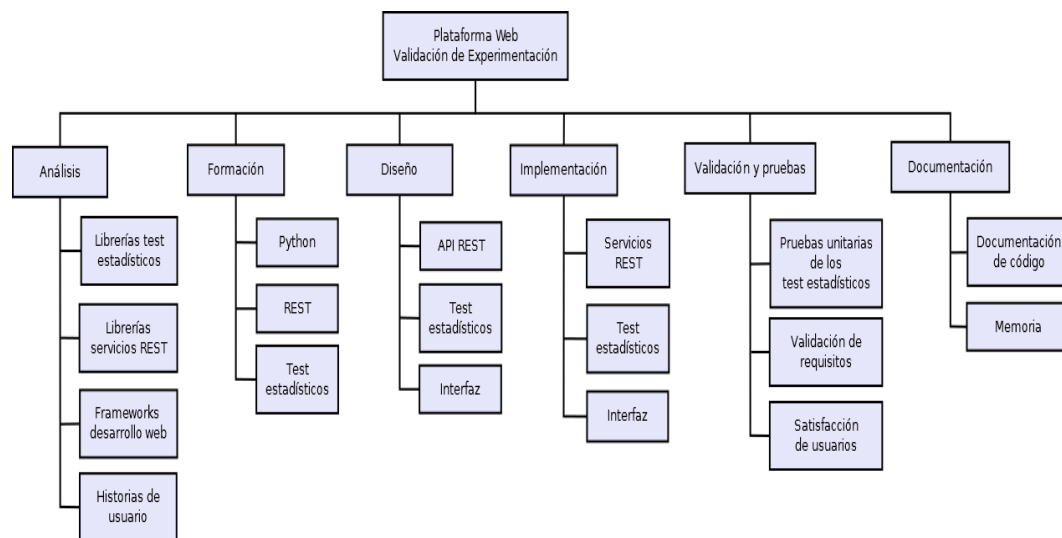 Plataforma Web
Validación de Experimentación
Análisis
Librerías test
estadísticos
Librerías
servicios REST
Frameworks
desarrollo web
Historias de
usuario
Formación
Python
REST
Test
estadísticos
Diseño
API REST
Test
estadísticos
Interfaz
Implementación
Servicios
REST
Test
estadísticos
Interfaz
Validación y pruebas
Pruebas unitarias
de los
test estadísticos
Validación de
requisitos
Satisfacción
de usuarios
Documentación
Documentación
de código
Memoria